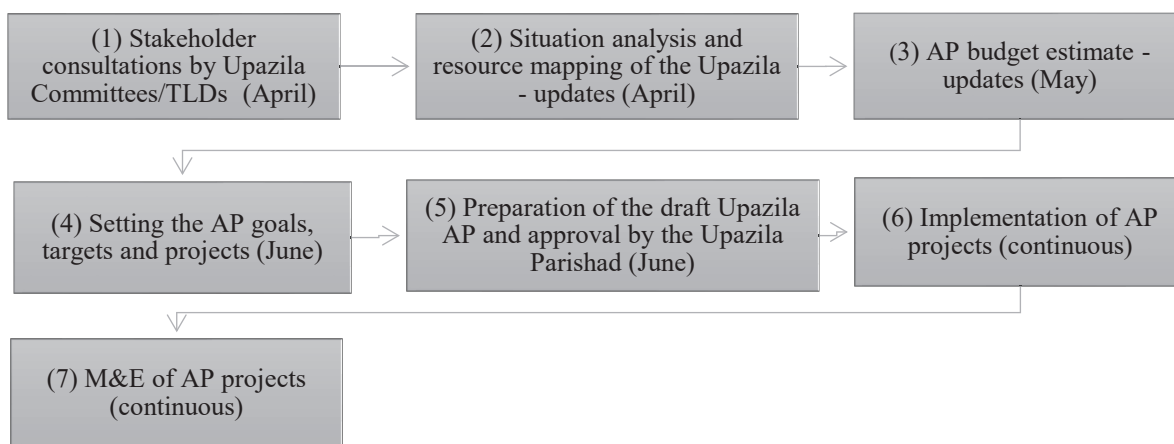 (1) Stakeholder
consultations by Upazila
Committees/TLDs (April)
(2) Situation analysis and
resource mapping of the Upazila
- updates (April)
(3) AP budget estimate -
updates (May)
(4) Setting the AP goals,
targets and projects (June)
(5) Preparation of the draft Upazila
AP and approval by the Upazila
Parishad (June)
(6) Implementation of AP
projects (continuous)
(7) M&E of AP projects
(continuous)